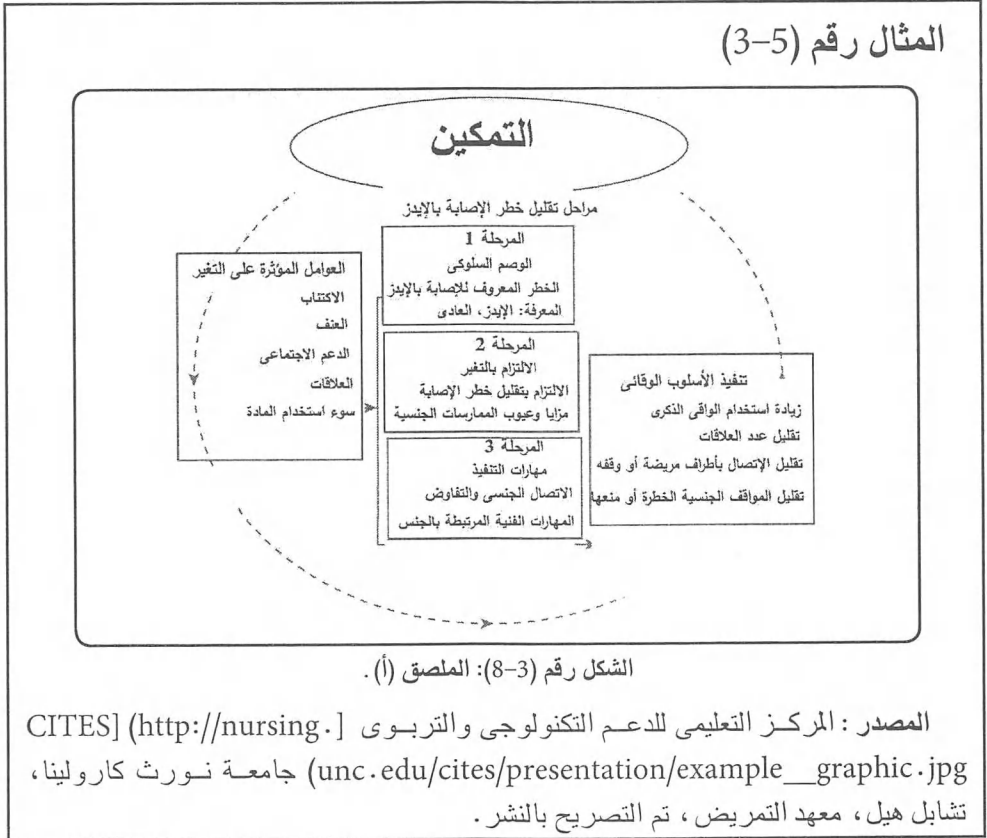 المثال رقم (5–3)
التمكين
مراحل تقليل خطر الإصابة بالإيدز
المرحلة 1
الوصم السلوكى
الخطر المعروف للإصابة بالإيدز
المعرفة: الإيدز، العادى
العوامل المؤثرة على التغير
الاكتئاب
العنف
الدعم الاجتماعى
العلاقات
سوء استخدام المادة
المرحلة 2
الالتزام بالتغير
الالتزام بتقليل خطر الإصابة
مزايا وعيوب الممارسات الجنسية
المرحلة 3
مهارات التنفيذ
الاتصال الجنسى والتفاوض
المهارات الفنية المرتبطة بالجنس
تنفيذ الأسلوب الوقائى
زيادة استخدام الواقى الذكرى
تقليل عدد العلاقات
تقليل الإتصال بأطراف مريضة أو وقفه
تقليل المواقف الجنسية الخطرة أو منعها
الشكل رقم (8–3): الملصق (أ).
المصدر: المركز التعليمى للدعم التكنولوجى والتربوى [CITES] (http://nursing.
unc.edu/cites/presentation/example__graphic.jpg) جامعة نورث كارولينا،
تشابل هيل، معهد التمريض، تم التصريح بالنشر.